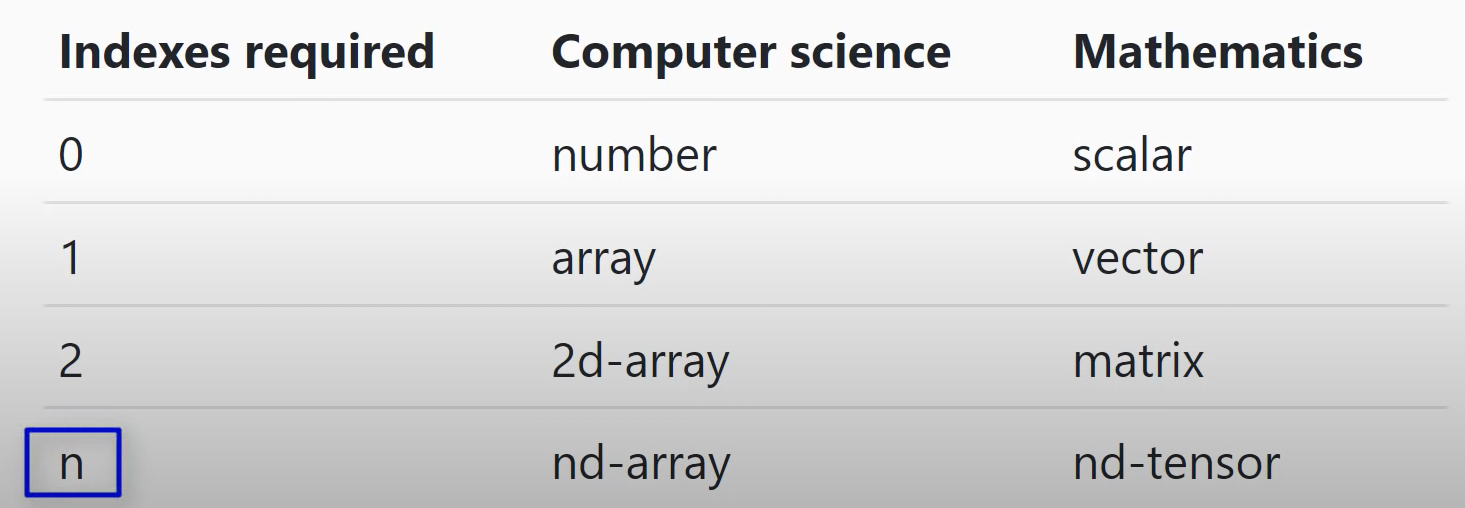 Indexes required Computer science Mathematics
0 number scalar
1 array vector
2 2d-array matrix
n nd-array nd-tensor